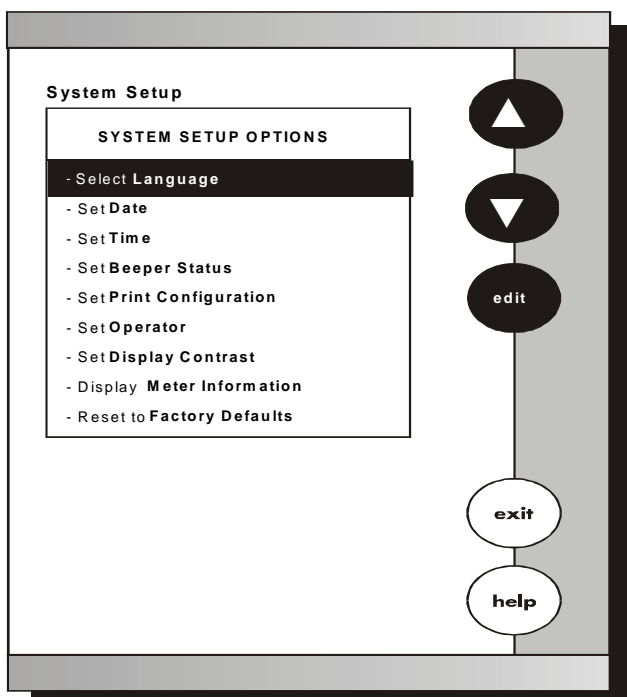 System Setup
SYSTEM SETUP OPTIONS
- Select Language
- Set Date
- Set Time
- Set Beeper Status
- Set Print Configuration
- Set Operator
- Set Display Contrast
- Display Meter Information
- Reset to Factory Defaults
edit
exit
help